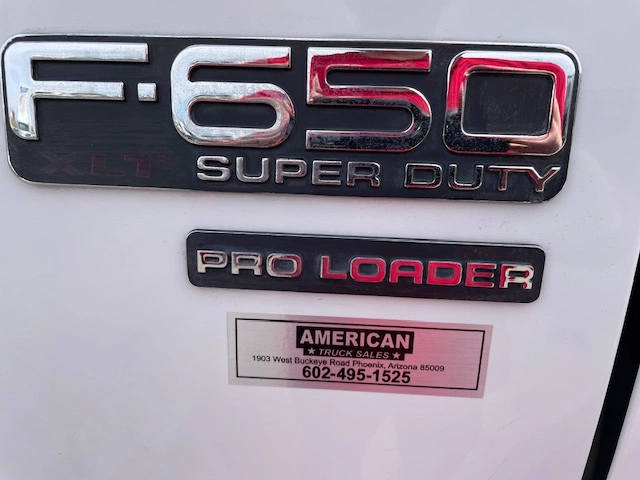 F-650
XLT SUPER DUTY
PRO LOADER
AMERICAN
TRUCK SALES
1903 West Buckeye Road Phoenix, Arizona 85009
602-495-1525